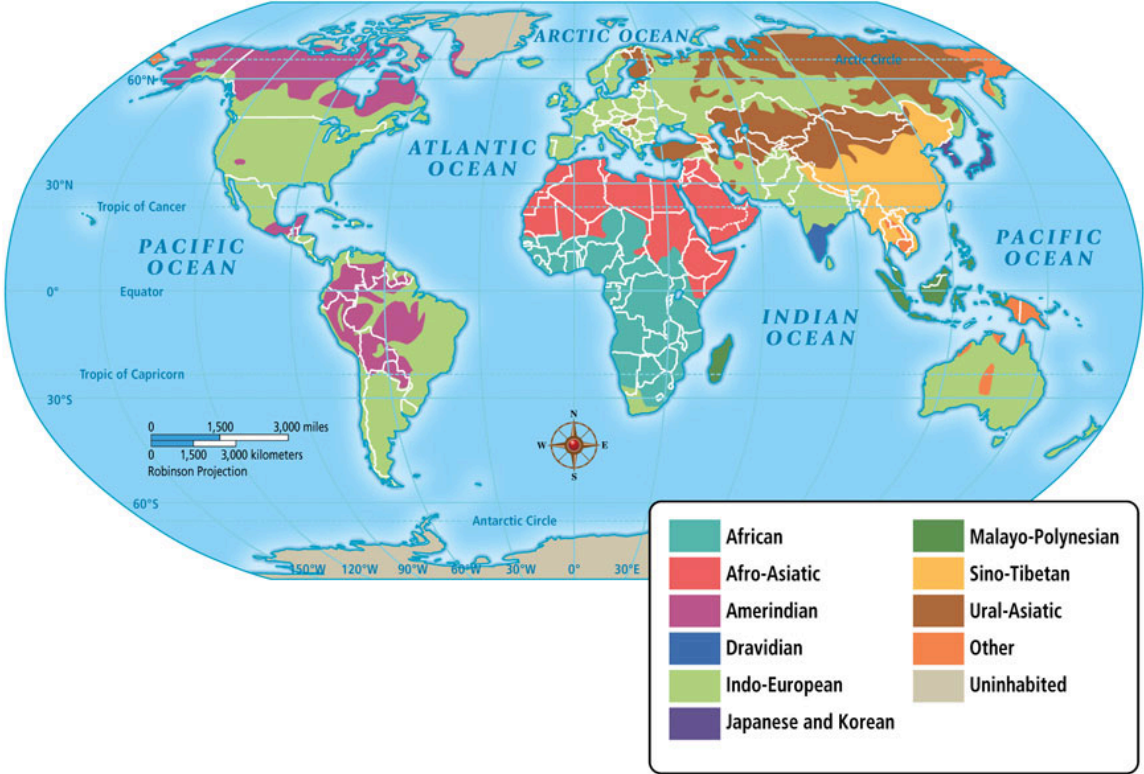 ARCTIC OCEAN
Arctic Circle
60°N
ATLANTIC
OCEAN
30°N
Tropic of Cancer
PACIFIC
OCEAN
PACIFIC
OCEAN
0°
Equator
INDIAN
OCEAN
Tropic of Capricorn
30°S
0 1,500 3,000 miles
0 1,500 3,000 kilometers
Robinson Projection
N
W
E
S
60°S
Antarctic Circle
150°W 120°W 90°W 60°W 30°W 0° 30°E
African
Afro-Asiatic
Amerindian
Dravidian
Indo-European
Japanese and Korean
Malayo-Polynesian
Sino-Tibetan
Ural-Asiatic
Other
Uninhabited